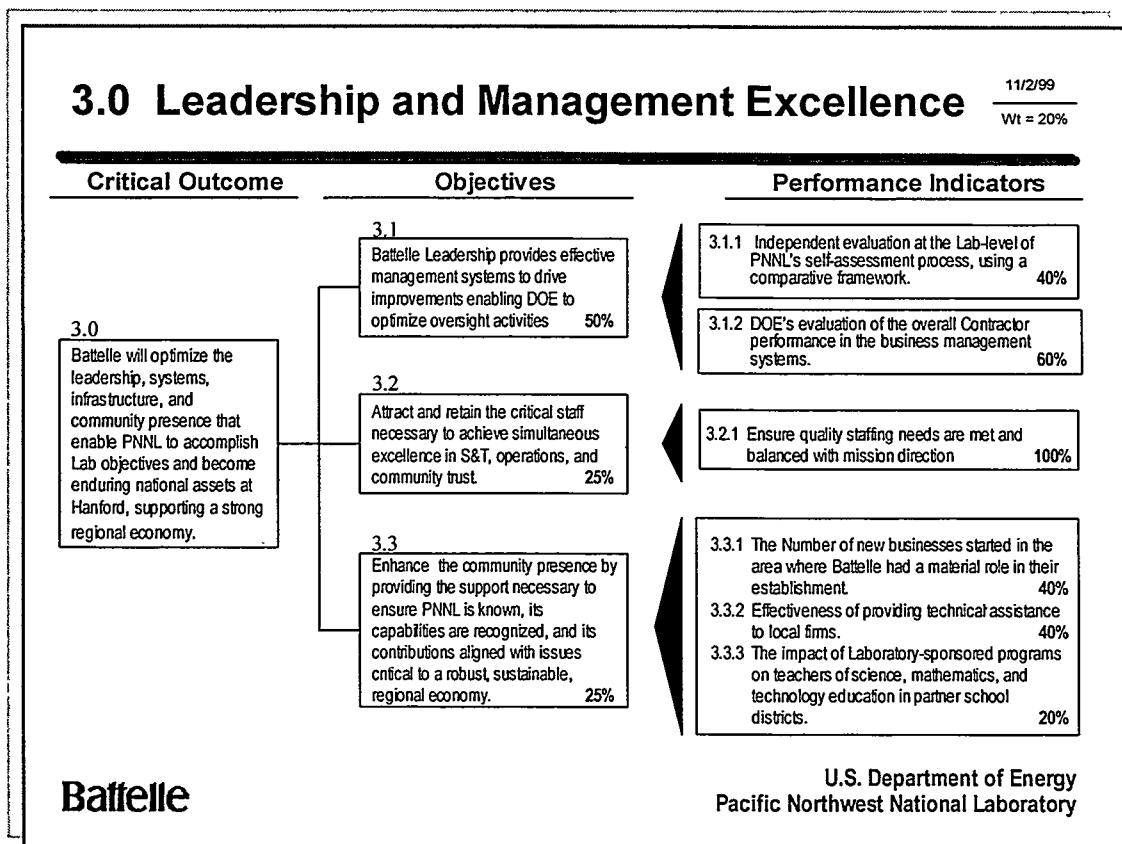 3.0 Leadership and Management Excellence
11/2/99
Wt = 20%
Critical Outcome
Objectives
Performance Indicators
3.0
Battelle will optimize the
leadership, systems,
infrastructure, and
community presence that
enable PNNL to accomplish
Lab objectives and become
enduring national assets at
Hanford, supporting a strong
regional economy.
3.1
Battelle Leadership provides effective
management systems to drive
improvements enabling DOE to
optimize oversight activities 50%
3.2
Attract and retain the critical staff
necessary to achieve simultaneous
excellence in S&T, operations, and
community trust. 25%
3.3
Enhance the community presence by
providing the support necessary to
ensure PNNL is known, its
capabilities are recognized, and its
contributions aligned with issues
critical to a robust, sustainable,
regional economy. 25%
3.1.1 Independent evaluation at the Lab-level of
PNNL's self-assessment process, using a
comparative framework. 40%
3.1.2 DOE's evaluation of the overall Contractor
performance in the business management
systems. 60%
3.2.1 Ensure quality staffing needs are met and
balanced with mission direction 100%
3.3.1 The Number of new businesses started in the
area where Battelle had a material role in their
establishment. 40%
3.3.2 Effectiveness of providing technical assistance
to local firms. 40%
3.3.3 The impact of Laboratory-sponsored programs
on teachers of science, mathematics, and
technology education in partner school
districts. 20%
Battelle
U.S. Department of Energy
Pacific Northwest National Laboratory